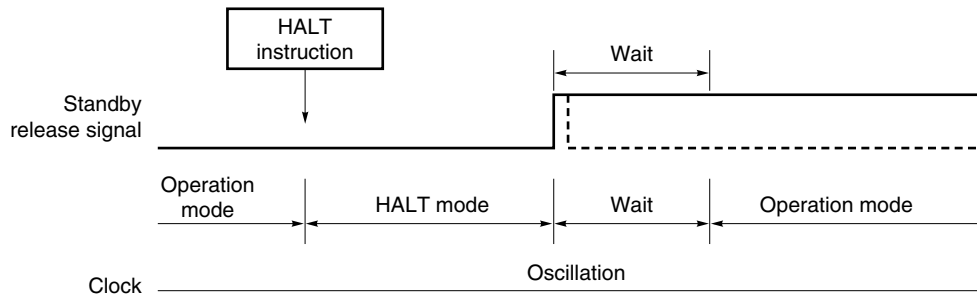 HALT
instruction
Wait
Standby
release signal
Operation
mode
HALT mode
Wait
Operation mode
Clock
Oscillation